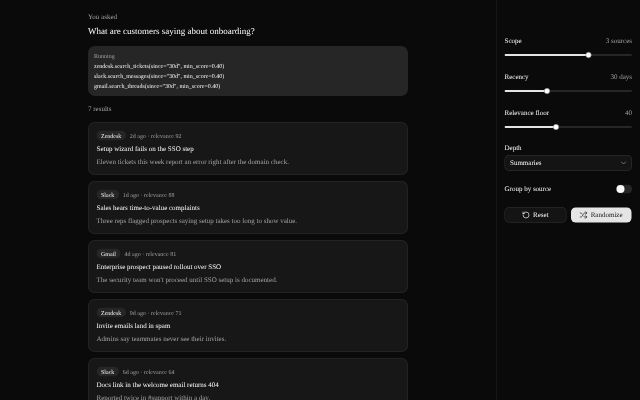 You asked
What are customers saying about onboarding?
Running
zendesk.search_tickets(since="30d", min_score=0.40)
slack.search_messages(since="30d", min_score=0.40)
gmail.search_threads(since="30d", min_score=0.40)
7 results
Zendesk 2d ago · relevance 92
Setup wizard fails on the SSO step
Eleven tickets this week report an error right after the domain check.
Slack 1d ago · relevance 88
Sales hears time-to-value complaints
Three reps flagged prospects saying setup takes too long to show value.
Gmail 4d ago · relevance 81
Enterprise prospect paused rollout over SSO
The security team won't proceed until SSO setup is documented.
Zendesk 9d ago · relevance 71
Invite emails land in spam
Admins say teammates never see their invites.
Slack 6d ago · relevance 64
Docs link in the welcome email returns 404
Reported twice in #support within a day.
Scope 3 sources
Recency 30 days
Relevance floor 40
Depth
Summaries
Group by source
Reset Randomize